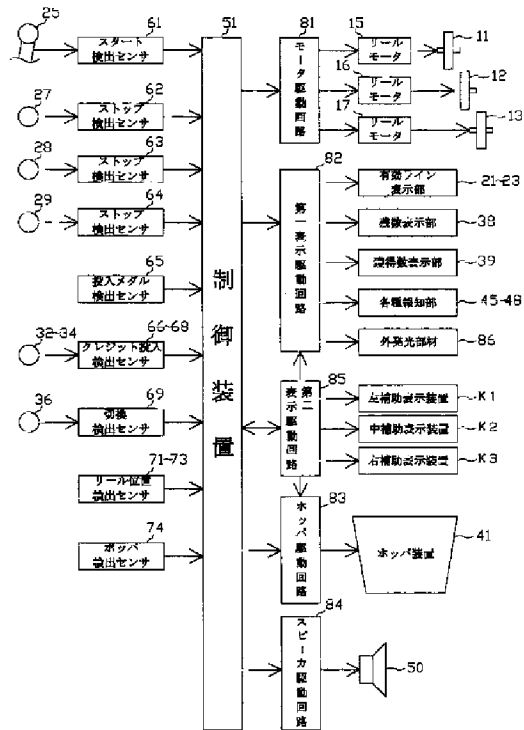 25
61
スタート
検出センサ
27
62
ストップ
検出センサ
28
63
ストップ
検出センサ
29
64
ストップ
検出センサ
65
投入メダル
検出センサ
32-34
66-68
クレジット投入
検出センサ
36
69
切換
検出センサ
71-73
リール位置
検出センサ
74
ホッパ
検出センサ
51
制御装置
81
モータ駆動回路
15
リール
モータ
11
16
リール
モータ
12
17
リール
モータ
13
82
第一表示駆動回路
有効ライン
表示部
21-23
残数表示部
38
獲得数表示部
39
各種報知部
45-48
外発光部材
86
85
第二
表示駆動回路
左補助表示装置
K1
中補助表示装置
K2
右補助表示装置
K3
83
ホッパ駆動回路
ホッパ装置
41
84
スピーカ駆動回路
50